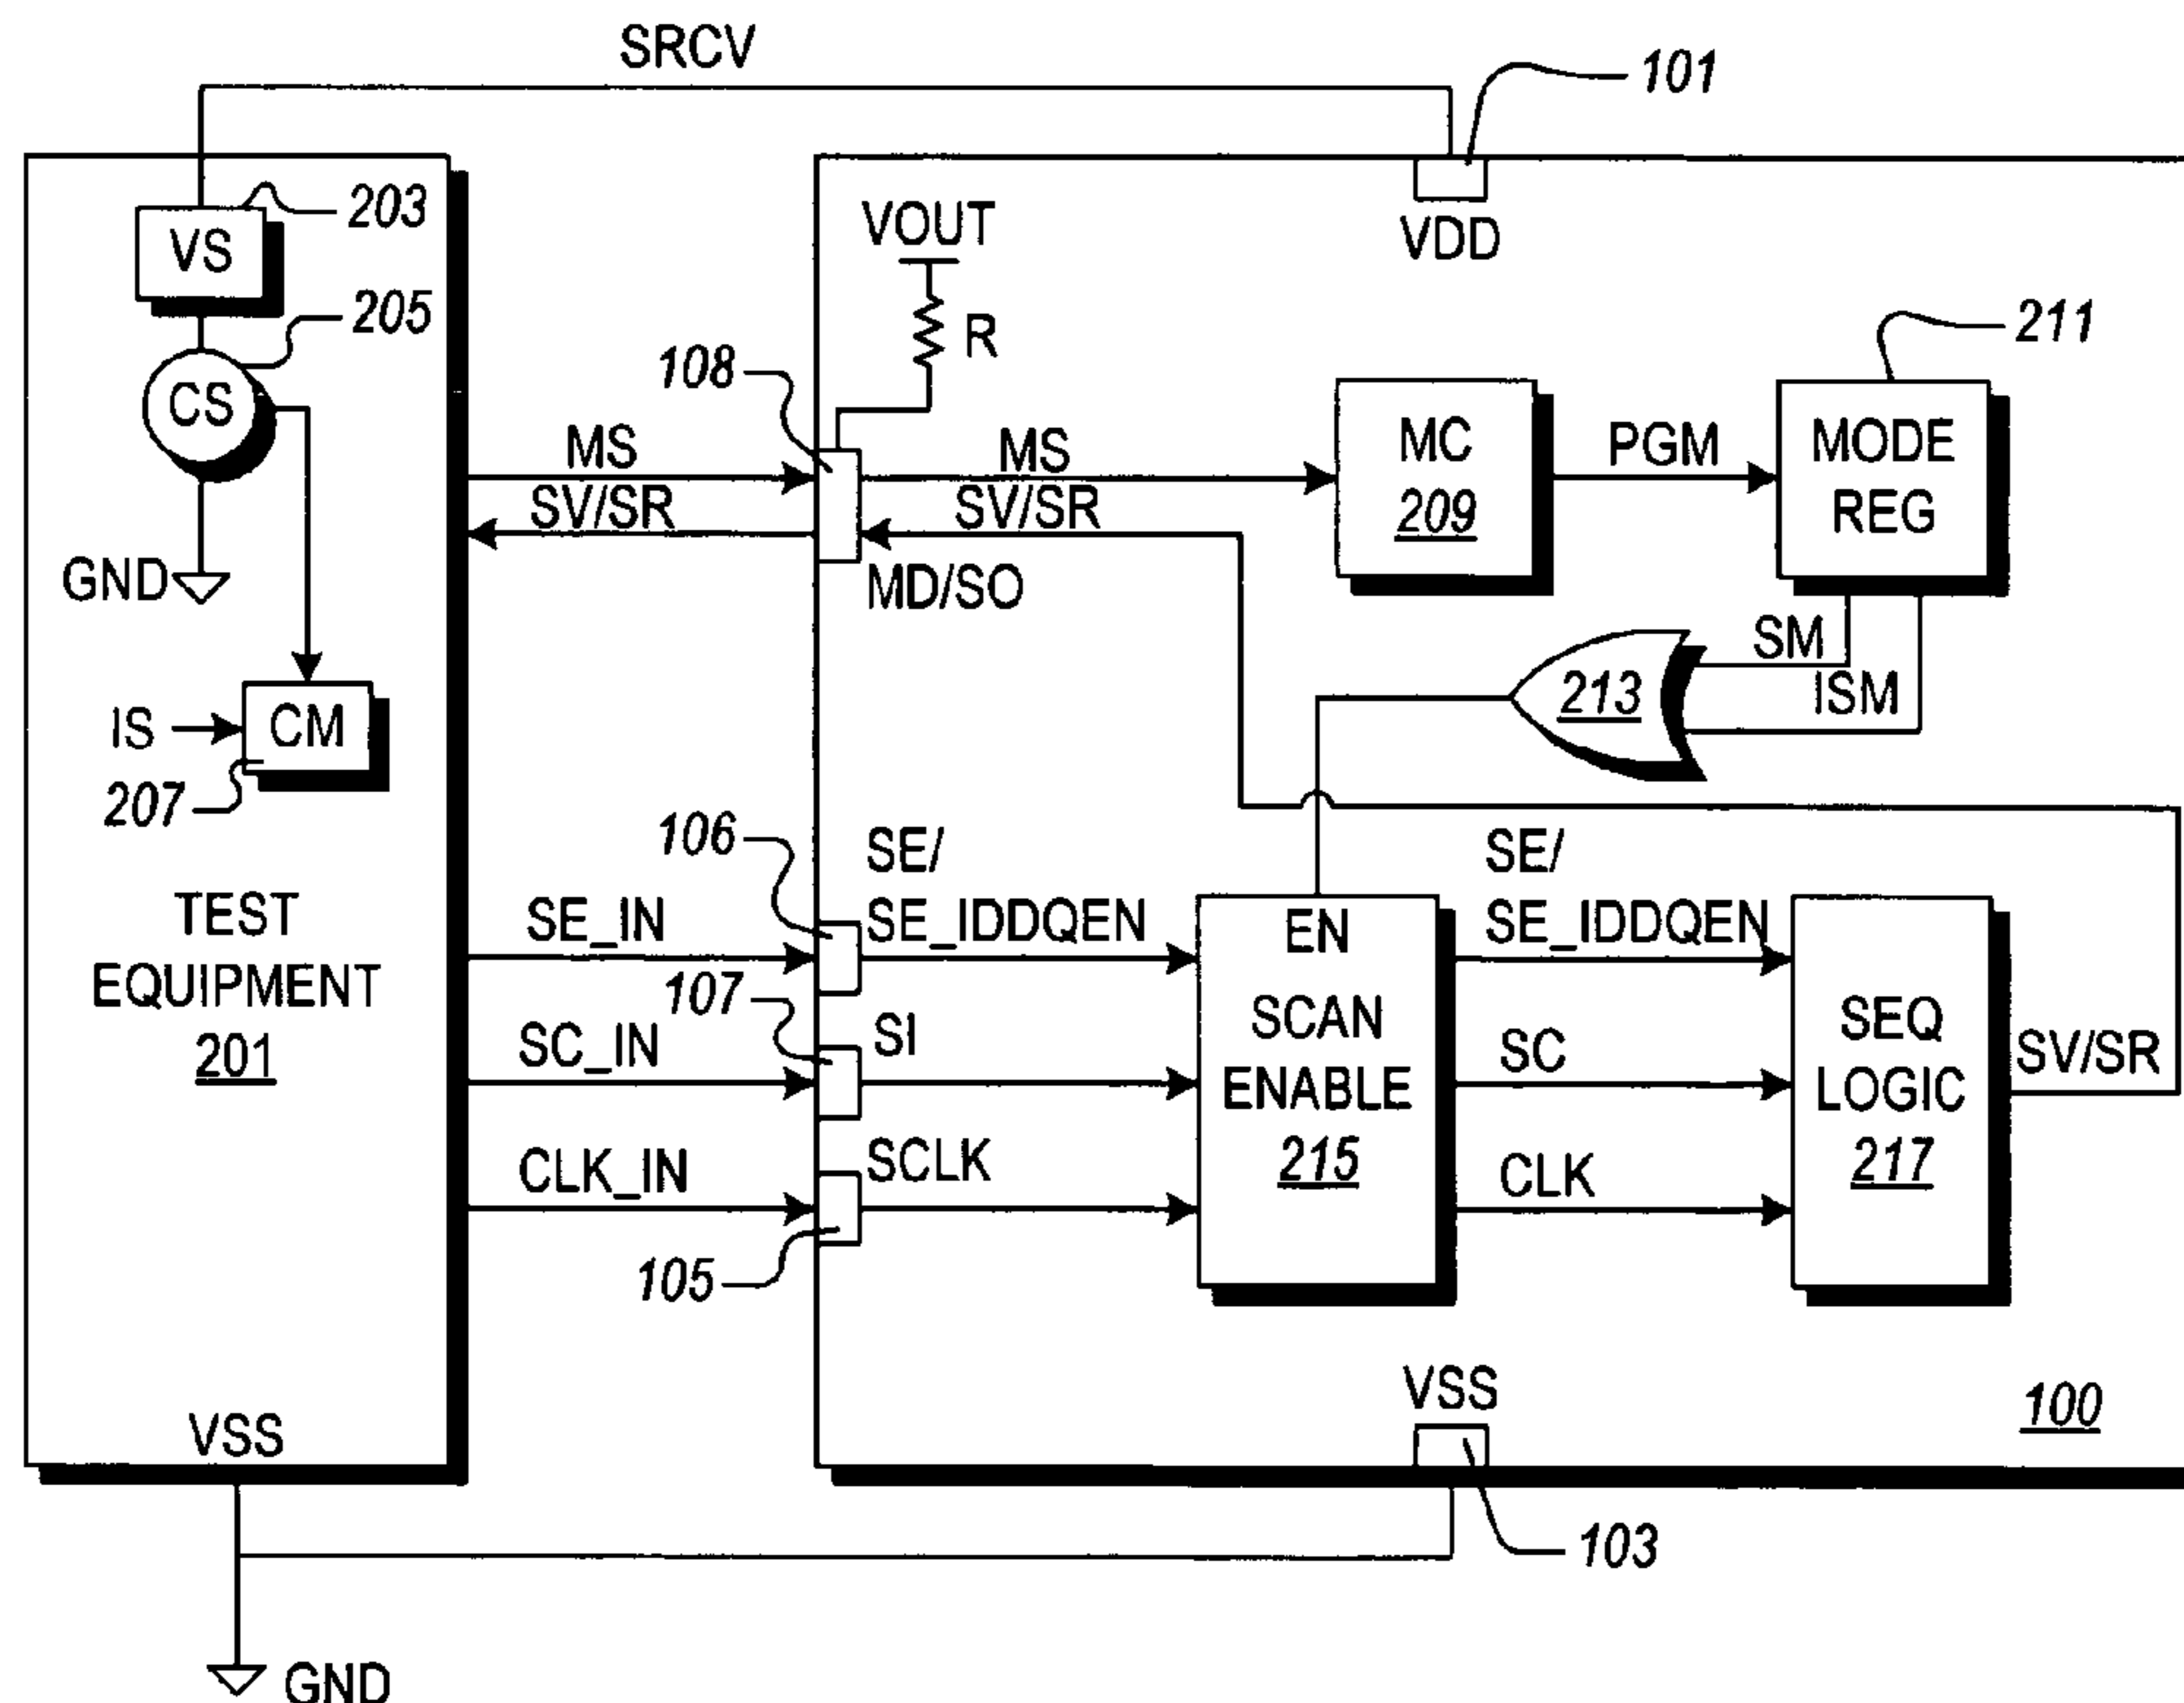 SRCV
101
203
VS
VOUT
VDD
205
R
211
108
CS
MS
MS
MC
209
PGM
MODE
REG
SV/SR
SV/SR
GND
MD/SO
SM
213
ISM
IS
CM
207
106
SE/
SE/
TEST
EQUIPMENT
201
SE_IN
SE_IDDQEN
EN
SCAN
ENABLE
215
SE_IDDQEN
107
SC_IN
SI
SC
SEQ
LOGIC
217
SV/SR
CLK_IN
SCLK
CLK
105
VSS
VSS
100
103
GND